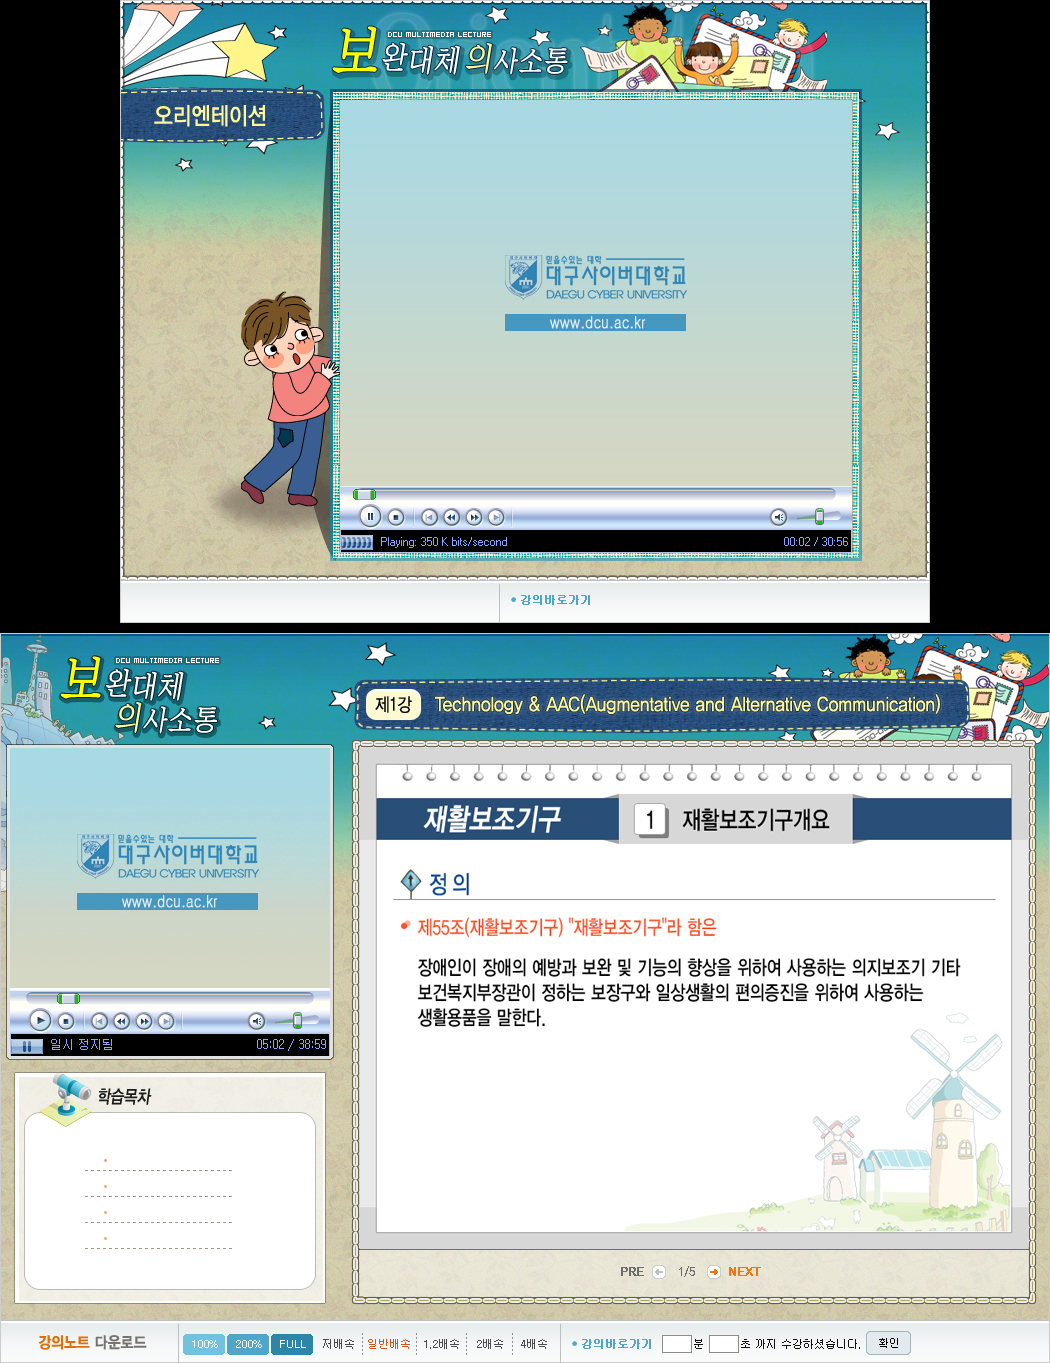 DCU MULTIMEDIA LECTURE
보완대체 의사소통
오리엔테이션
믿을수있는 대학
대구사이버대학교
DAEGU CYBER UNIVERSITY
www.dcu.ac.kr
Playing: 350 K bits/second
00:02 / 30:56
강의바로가기
DCU MULTIMEDIA LECTURE
보완대체
의사소통
제1강
Technology & AAC(Augmentative and Alternative Communication)
믿을수있는 대학
대구사이버대학교
DAEGU CYBER UNIVERSITY
www.dcu.ac.kr
일시 정지됨
05:02 / 38:59
학습목차
재활보조기구
1 재활보조기구개요
정의
제55조(재활보조기구) "재활보조기구"라 함은
장애인이 장애의 예방과 보완 및 기능의 향상을 위하여 사용하는 의지보조기 기타
보건복지부장관이 정하는 보장구와 일상생활의 편의증진을 위하여 사용하는
생활용품을 말한다.
PRE 1/5 NEXT
강의노트 다운로드
100% 200% FULL 저배속 일반배속 1.2배속 2배속 4배속
강의바로가기 분 초 까지 수강하셨습니다. 확인